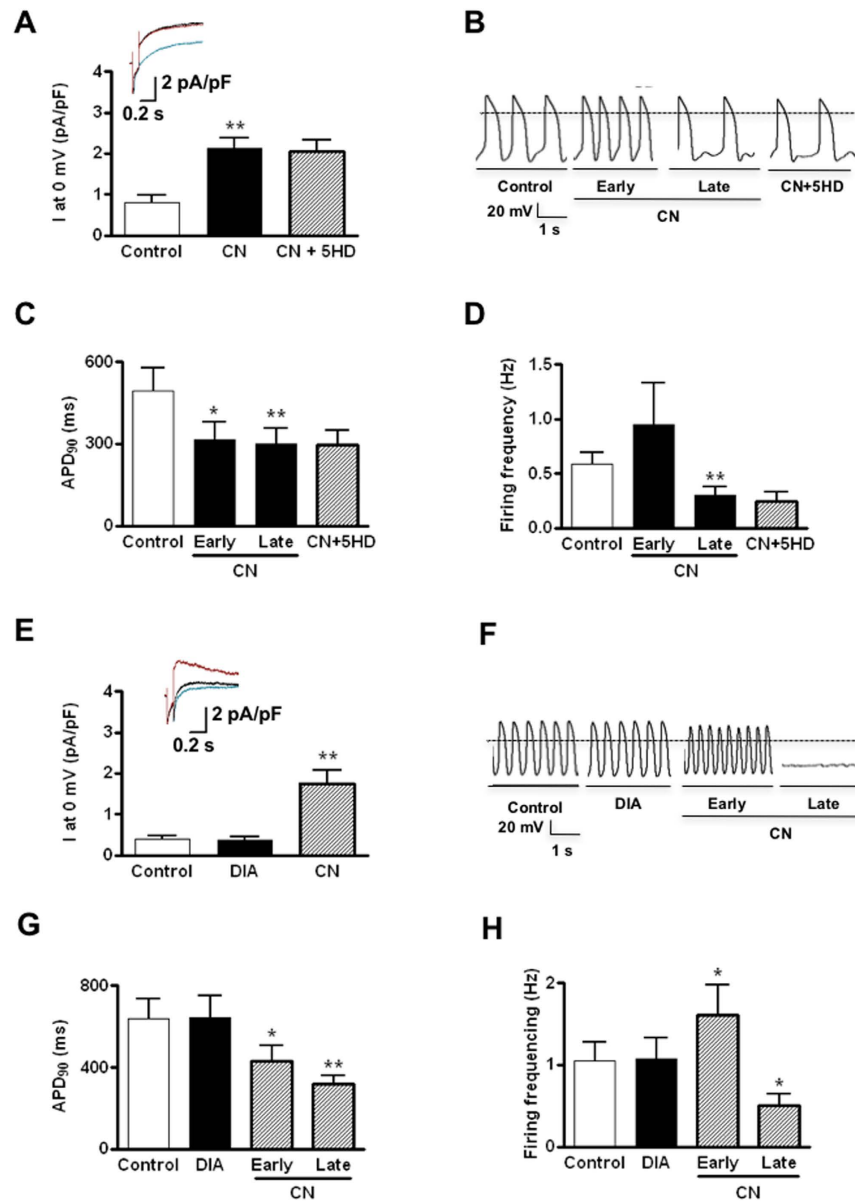 A
I at 0 mV (pA/pF)
4
3
2
1
0
2 pA/pF
0.2 s
**
Control CN CN + 5HD
B
Control Early Late CN+5HD
CN
20 mV
1 s
C
APD90 (ms)
600
300
0
* **
Control Early Late CN+5HD
CN
D
Firing frequency (Hz)
1.5
1.0
0.5
0.0
**
Control Early Late CN+5HD
CN
E
I at 0 mV (pA/pF)
4
3
2
1
0
2 pA/pF
0.2 s
**
Control DIA CN
F
Control DIA Early Late
CN
20 mV
1 s
G
APD90 (ms)
800
400
0
* **
Control DIA Early Late
CN
H
Firing frequencing (Hz)
2
1
0
* *
Control DIA Early Late
CN